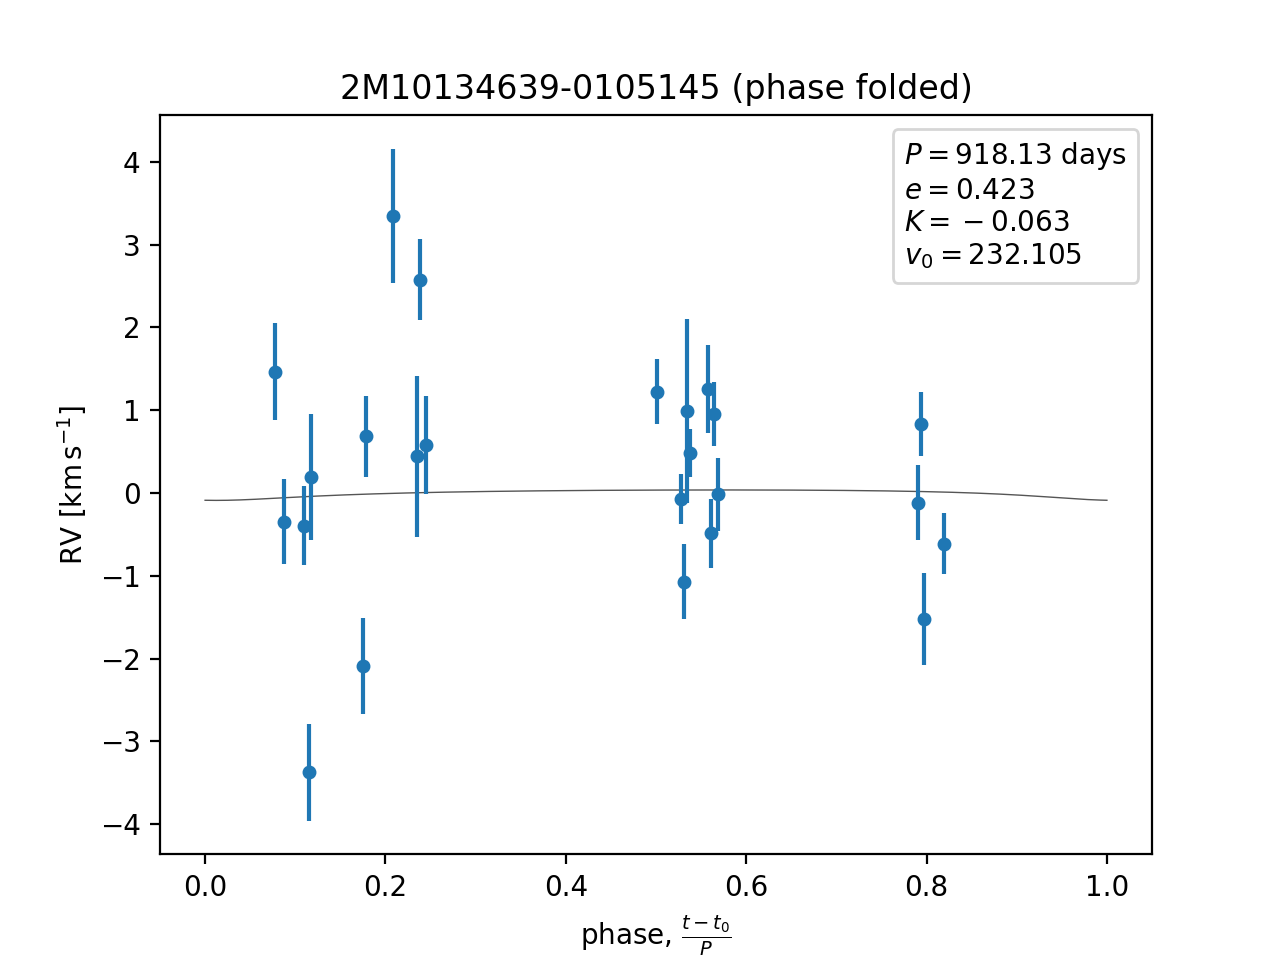 2M10134639-0105145 (phase folded)
P = 918.13 days
e = 0.423
K = −0.063
v₀ = 232.105
4
3
2
1
0
−1
−2
−3
−4
RV [km s⁻¹]
0.0 0.2 0.4 0.6 0.8 1.0
phase, (t − t₀)/P